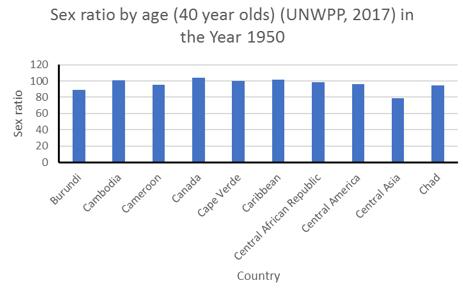 Sex ratio by age (40 year olds) (UNWPP, 2017) in
the Year 1950
120
100
80
60
40
20
0
Sex ratio
Burundi
Cambodia
Cameroon
Canada
Cape Verde
Caribbean
Central African Republic
Central America
Central Asia
Chad
Country